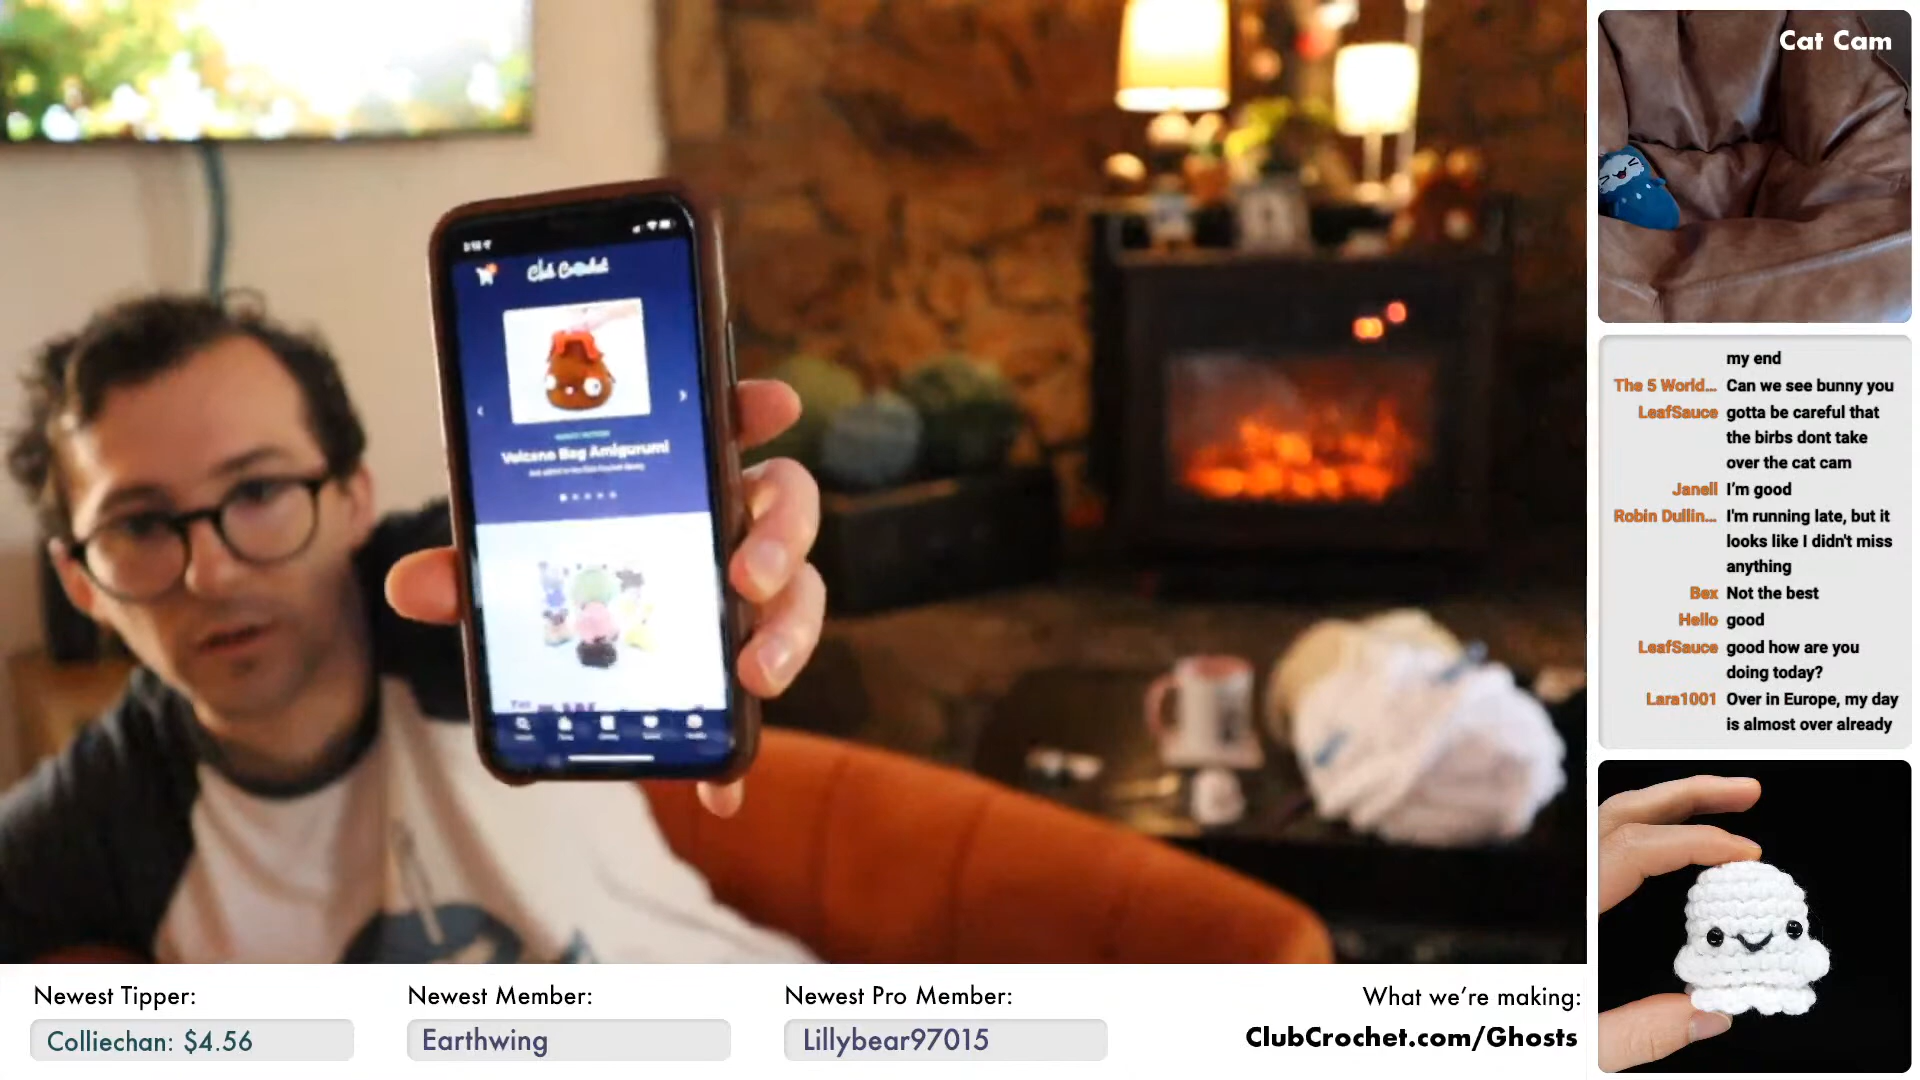 Cat Cam
Club Crochet
Volcano Bag Amigurumi
my end
The 5 World... Can we see bunny you
LeafSauce gotta be careful that
the birbs dont take
over the cat cam
Janell I'm good
Robin Dullin... I'm running late, but it
looks like I didn't miss
anything
Bex Not the best
Hello good
LeafSauce good how are you
doing today?
Lara1001 Over in Europe, my day
is almost over already
Newest Tipper:
Colliechan: $4.56
Newest Member:
Earthwing
Newest Pro Member:
Lillybear97015
What we're making:
ClubCrochet.com/Ghosts